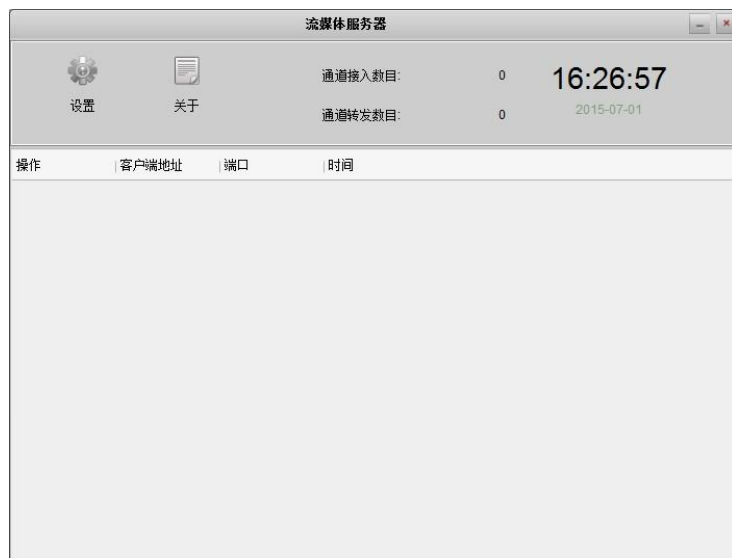 流媒体服务器
设置
关于
通道接入数目: 0
通道转发数目: 0
16:26:57
2015-07-01
操作 客户端地址 端口 时间